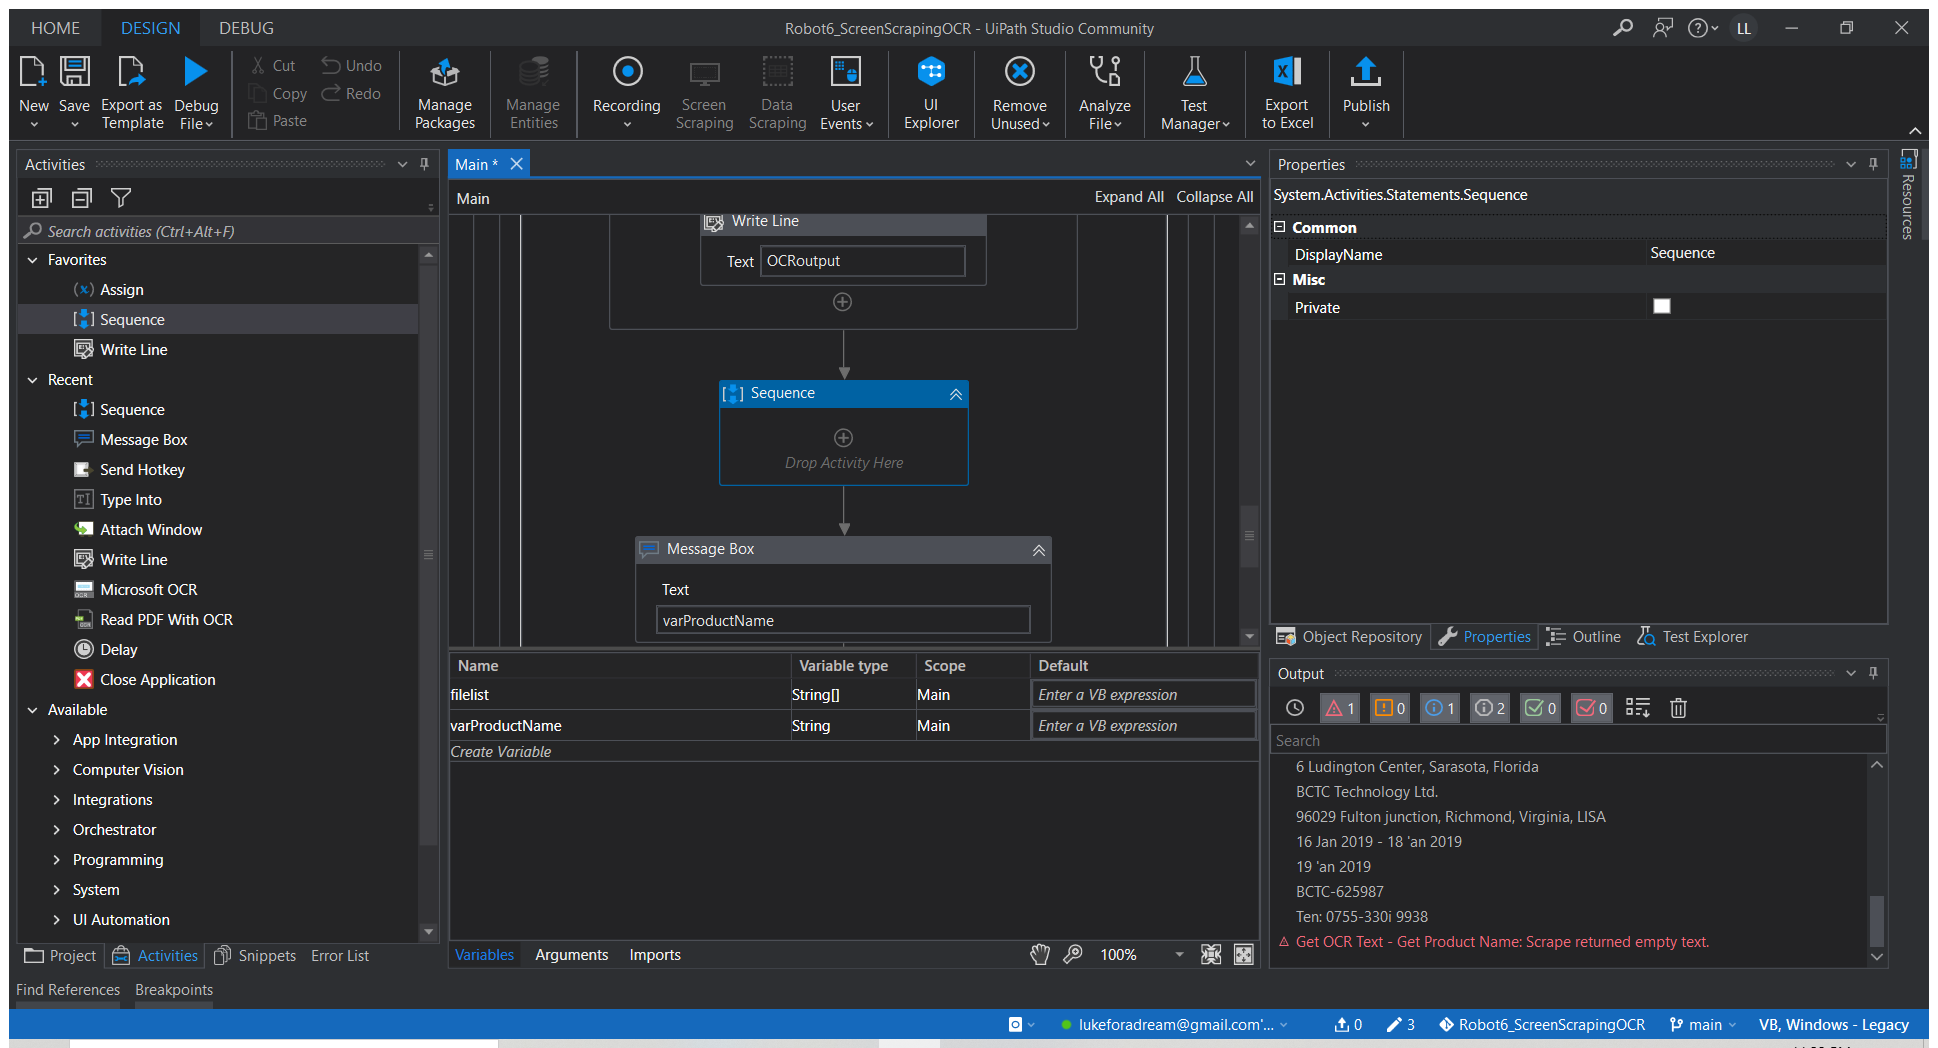 HOME DESIGN DEBUG Robot6_ScreenScrapingOCR - UiPath Studio Community LL
New Save Export as Template Debug File Cut Copy Paste Undo Redo Manage Packages Manage Entities Recording Screen Scraping Data Scraping User Events UI Explorer Remove Unused Analyze File Test Manager Export to Excel Publish
Activities
Search activities (Ctrl+Alt+F)
Favorites
Assign
Sequence
Write Line
Recent
Sequence
Message Box
Send Hotkey
Type Into
Attach Window
Write Line
Microsoft OCR
Read PDF With OCR
Delay
Close Application
Available
App Integration
Computer Vision
Integrations
Orchestrator
Programming
System
UI Automation
Project Activities Snippets Error List
Find References Breakpoints
Main *
Main Expand All Collapse All
Write Line
Text OCRoutput
Sequence
Drop Activity Here
Message Box
Text
varProductName
Name Variable type Scope Default
filelist String[] Main Enter a VB expression
varProductName String Main Enter a VB expression
Create Variable
Variables Arguments Imports 100%
Properties
System.Activities.Statements.Sequence
Common
DisplayName Sequence
Misc
Private
Resources
Object Repository Properties Outline Test Explorer
Output
1 0 1 2 0 0
Search
6 Ludington Center, Sarasota, Florida
BCTC Technology Ltd.
96029 Fulton junction, Richmond, Virginia, LISA
16 Jan 2019 - 18 'an 2019
19 'an 2019
BCTC-625987
Ten: 0755-330i 9938
Get OCR Text - Get Product Name: Scrape returned empty text.
lukeforadream@gmail.com'... 0 3 Robot6_ScreenScrapingOCR main VB, Windows - Legacy